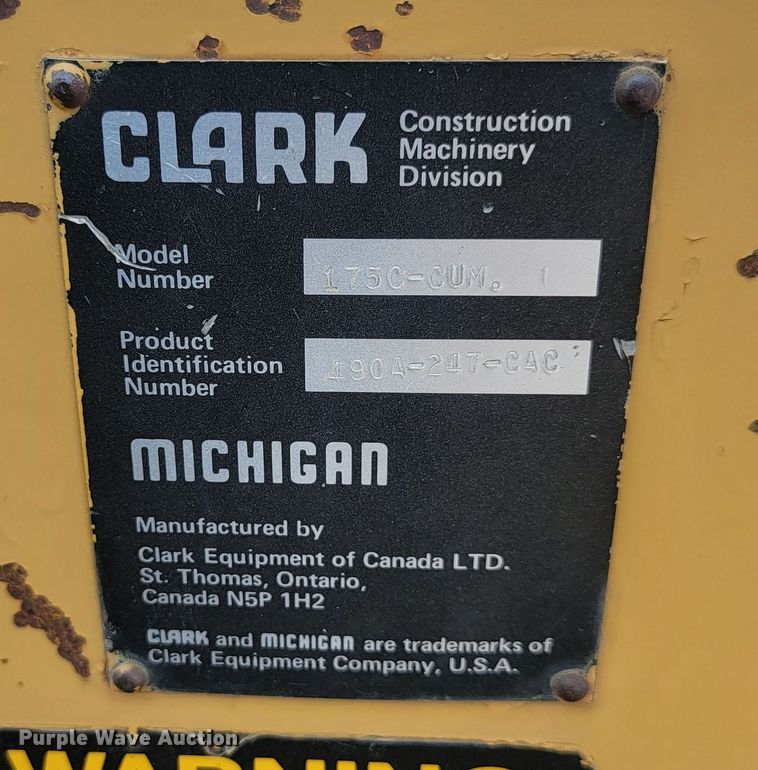 CLARK
Construction
Machinery
Division
Model
Number
175C-CUM.
Product
Identification
Number
490A-247-CAC
MICHIGAN
Manufactured by
Clark Equipment of Canada LTD.
St. Thomas, Ontario,
Canada N5P 1H2
CLARK and MICHIGAN are trademarks of
Clark Equipment Company, U.S.A.
Purple Wave Auction
WARNING